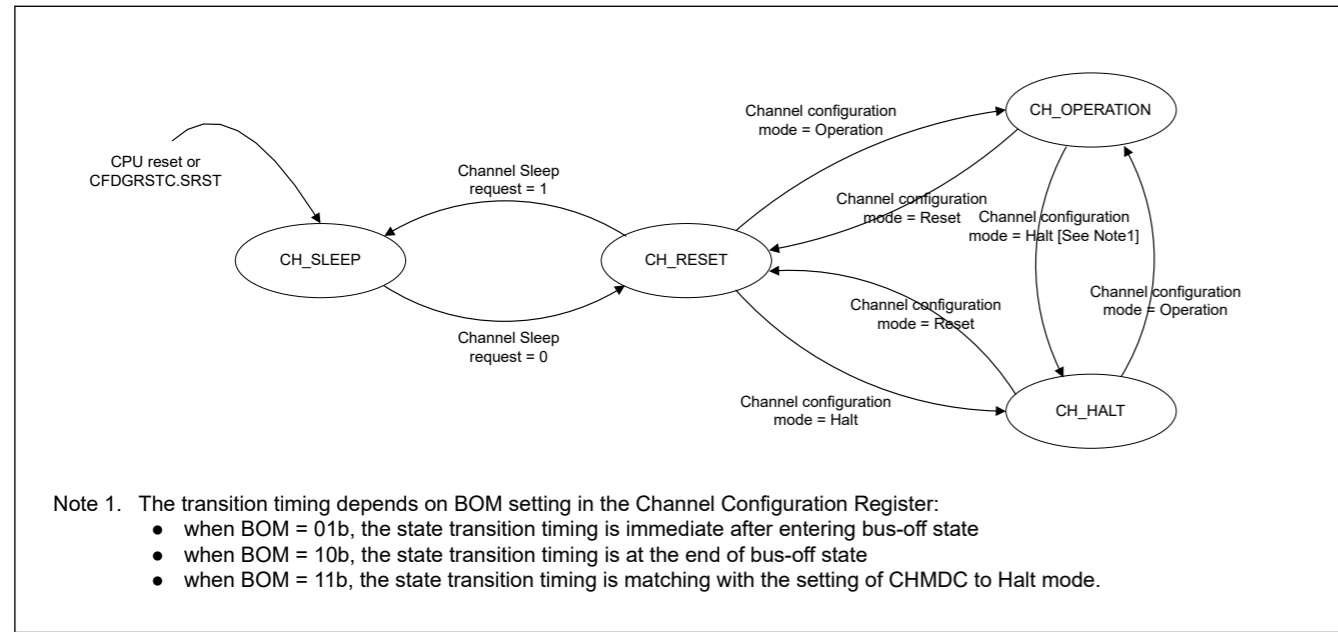 CH_OPERATION
Channel configuration
mode = Operation
CPU reset or
CFDGRSTC.SRST
Channel Sleep
request = 1
Channel configuration
mode = Reset
Channel configuration
mode = Halt [See Note1]
CH_SLEEP
CH_RESET
Channel configuration
mode = Reset
Channel configuration
mode = Operation
Channel Sleep
request = 0
Channel configuration
mode = Halt
CH_HALT
Note 1. The transition timing depends on BOM setting in the Channel Configuration Register:
● when BOM = 01b, the state transition timing is immediate after entering bus-off state
● when BOM = 10b, the state transition timing is at the end of bus-off state
● when BOM = 11b, the state transition timing is matching with the setting of CHMDC to Halt mode.